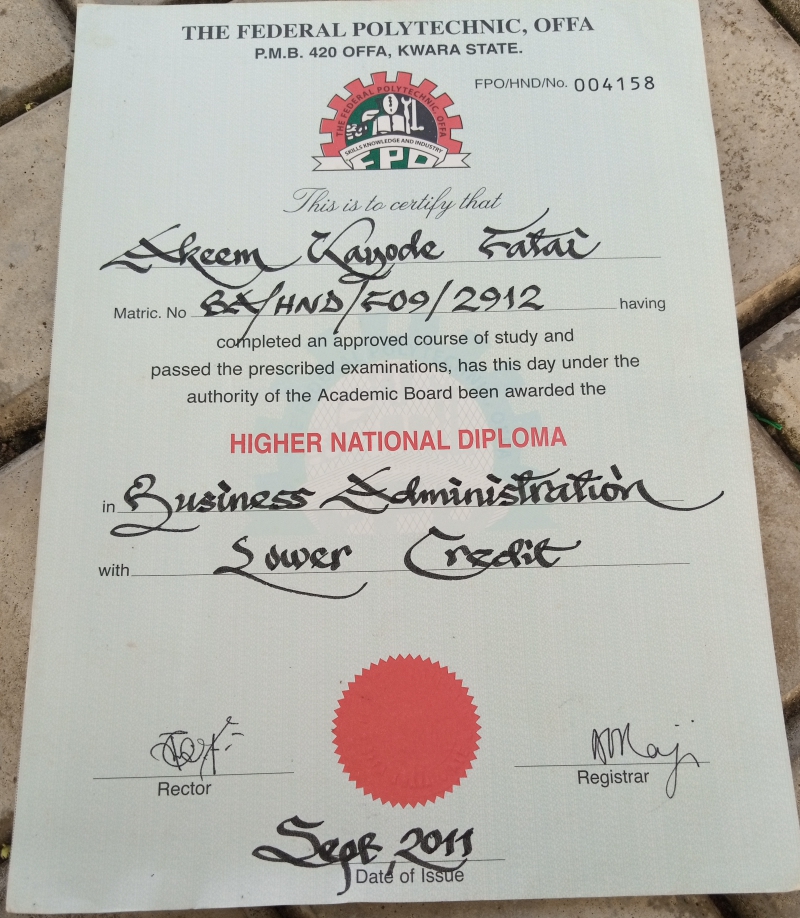 THE FEDERAL POLYTECHNIC, OFFA
P.M.B. 420 OFFA, KWARA STATE.
FPO/HND/No. 004158
THE FEDERAL POLYTECHNIC, OFFA
SKILLS KNOWLEDGE AND INDUSTRY
FPO
This is to certify that
Akeem Kayode Fatai
Matric. No BA/HND/F09/2912 having
completed an approved course of study and
passed the prescribed examinations, has this day under the
authority of the Academic Board been awarded the
HIGHER NATIONAL DIPLOMA
in Business Administration
with Lower Credit
Rector
Registrar
Sept, 2011
Date of Issue